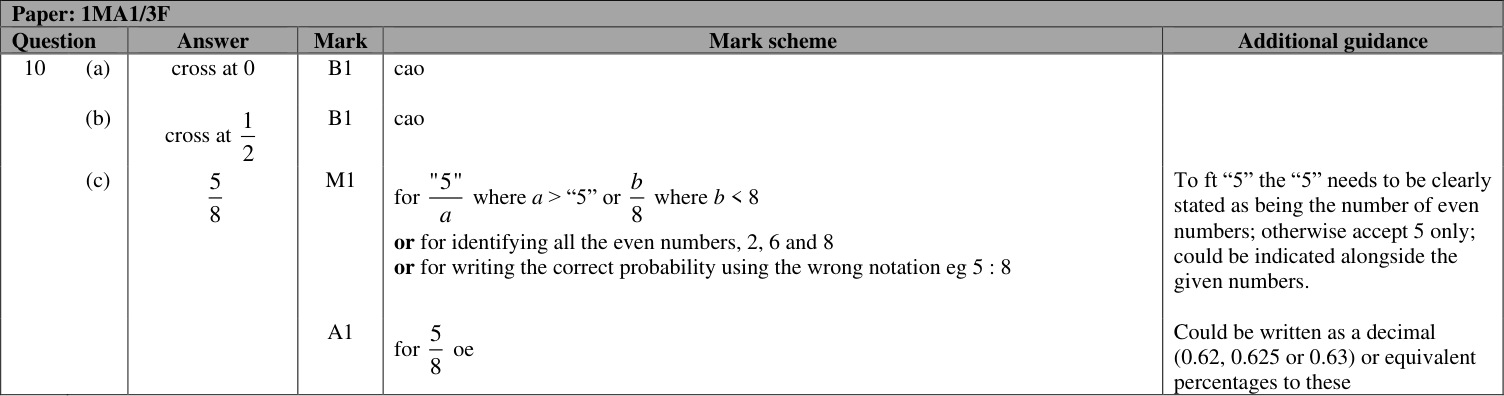 Paper: 1MA1/3F
Question Answer Mark Mark scheme Additional guidance
10 (a) cross at 0 B1 cao
(b) cross at 1/2 B1 cao
(c) 5/8 M1 for "5"/a where a > “5” or b/8 where b < 8
or for identifying all the even numbers, 2, 6 and 8
or for writing the correct probability using the wrong notation eg 5 : 8
To ft “5” the “5” needs to be clearly
stated as being the number of even
numbers; otherwise accept 5 only;
could be indicated alongside the
given numbers.
A1 for 5/8 oe
Could be written as a decimal
(0.62, 0.625 or 0.63) or equivalent
percentages to these